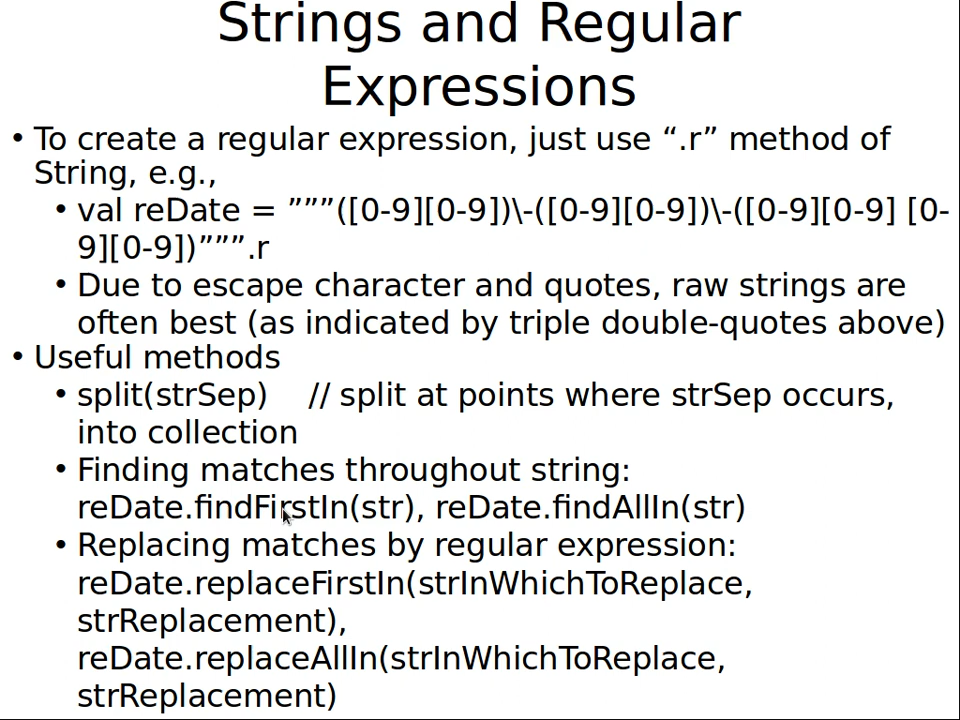 Strings and Regular
Expressions
• To create a regular expression, just use “.r” method of
String, e.g.,
• val reDate = ”””([0-9][0-9])\-([0-9][0-9])\-([0-9][0-9] [0-
9][0-9])”””.r
• Due to escape character and quotes, raw strings are
often best (as indicated by triple double-quotes above)
• Useful methods
• split(strSep)    // split at points where strSep occurs,
into collection
• Finding matches throughout string:
reDate.findFirstIn(str), reDate.findAllIn(str)
• Replacing matches by regular expression:
reDate.replaceFirstIn(strInWhichToReplace,
strReplacement),
reDate.replaceAllIn(strInWhichToReplace,
strReplacement)